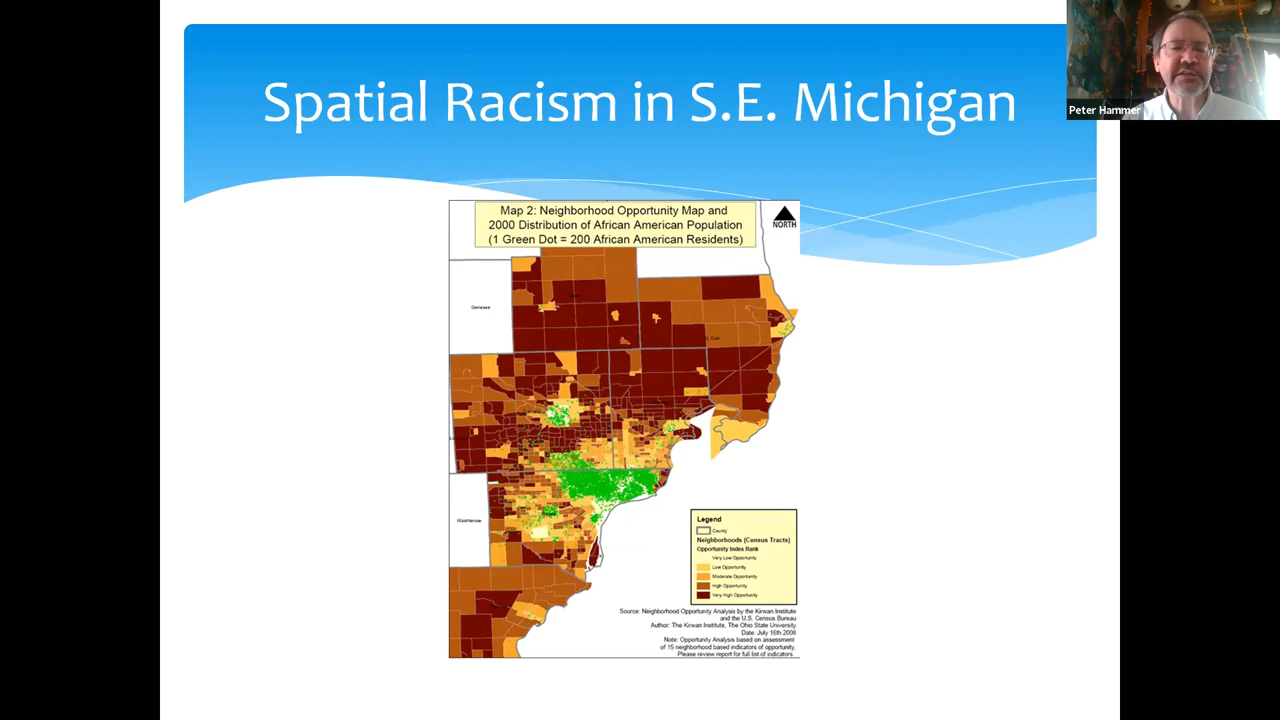 Spatial Racism in S.E. Michigan
Peter Hammer
Map 2: Neighborhood Opportunity Map and
2000 Distribution of African American Population
(1 Green Dot = 200 African American Residents)
NORTH
Genesee
St. Clair
Washtenaw
Legend
County
Neighborhoods (Census Tracts)
Opportunity Index Rank
Very Low Opportunity
Low Opportunity
Moderate Opportunity
High Opportunity
Very High Opportunity
Source: Neighborhood Opportunity Analysis by the Kirwan Institute
and the U.S. Census Bureau
Author: The Kirwan Institute, The Ohio State University
Date: July 16th 2008
Note: Opportunity Analysis based on assessment
of 15 neighborhood based indicators of opportunity.
Please review report for full list of indicators.